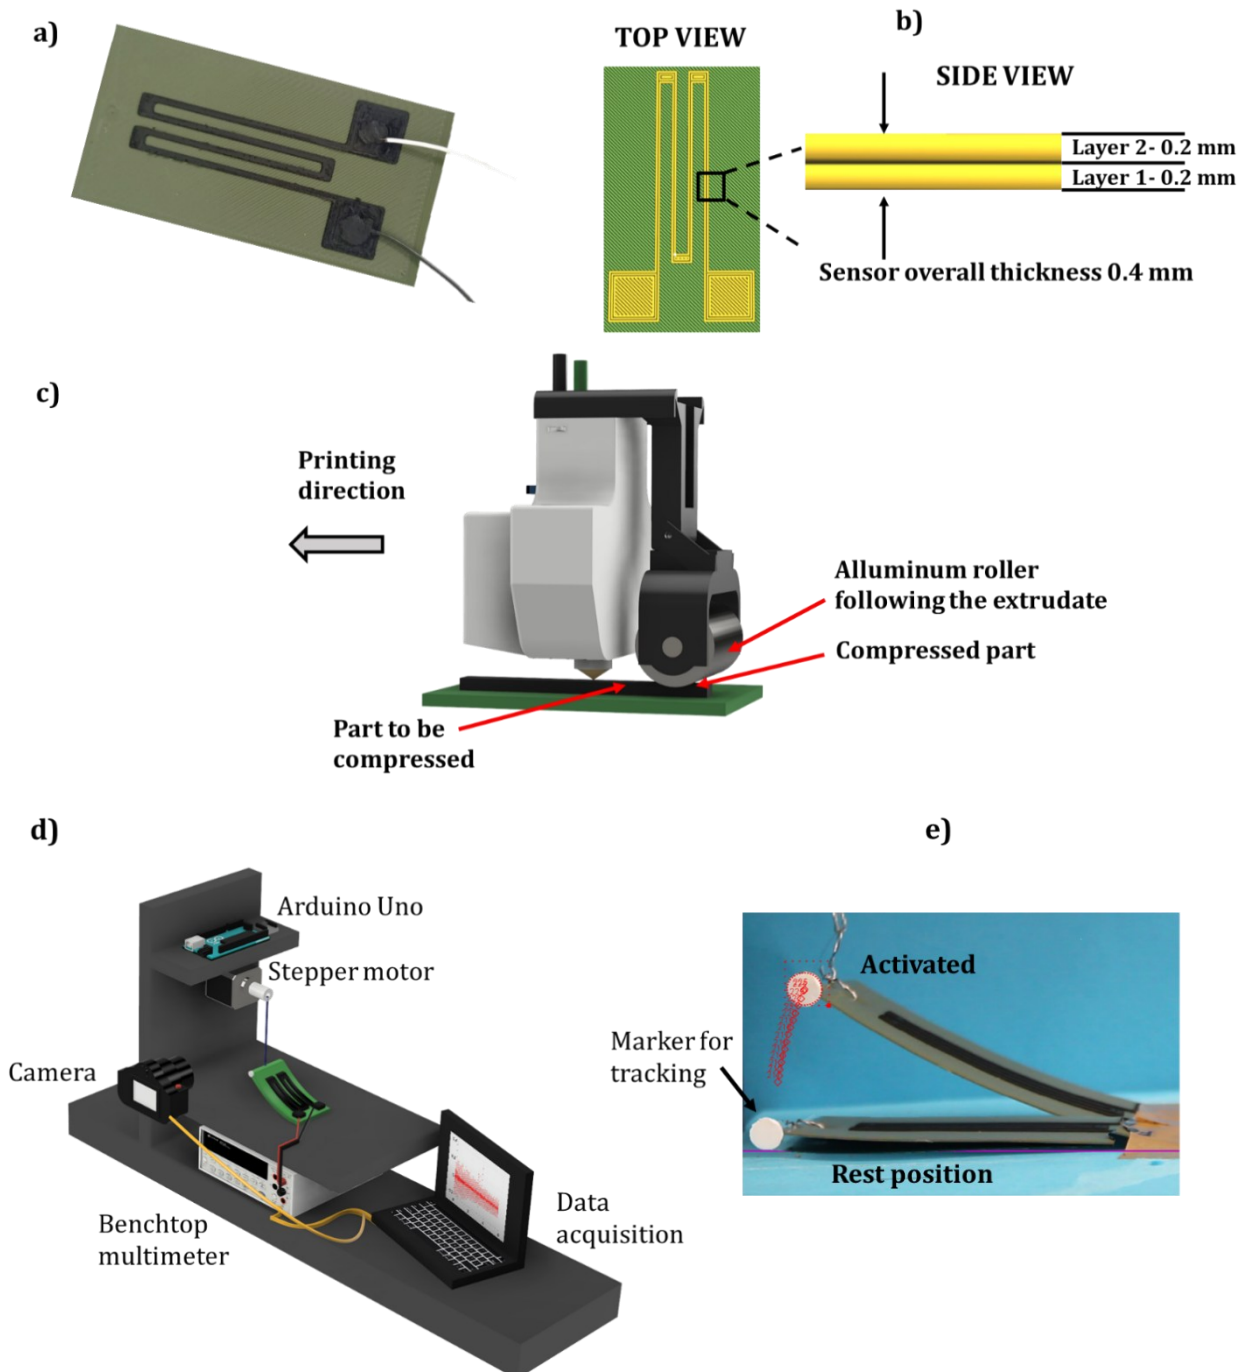 a)
TOP VIEW
b)
SIDE VIEW
Layer 2- 0.2 mm
Layer 1- 0.2 mm
Sensor overall thickness 0.4 mm
c)
Printing
direction
Alluminum roller
following the extrudate
Compressed part
Part to be
compressed
d)
Arduino Uno
Stepper motor
Camera
Benchtop
multimeter
Data
acquisition
e)
Activated
Marker for
tracking
Rest position